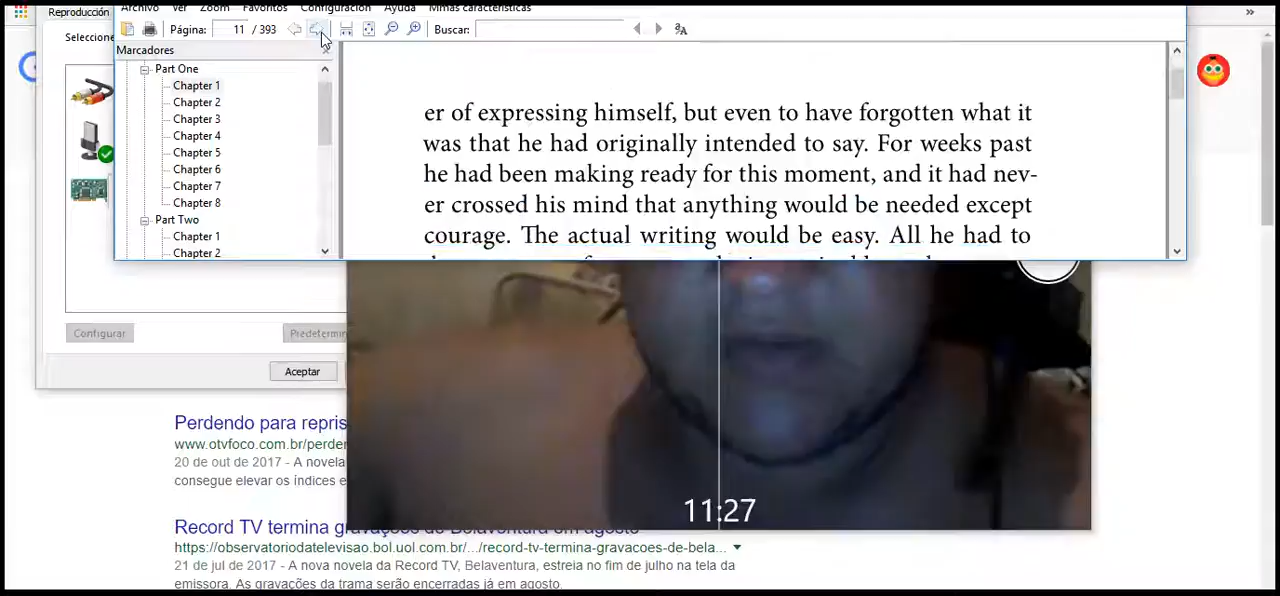 Archivo Ver Zoom Favoritos Configuración Ayuda Mimas características
Reproducción
Página: 11 / 393 Buscar:
Seleccione
Marcadores
Part One
Chapter 1
Chapter 2
Chapter 3
Chapter 4
Chapter 5
Chapter 6
Chapter 7
Chapter 8
Part Two
Chapter 1
Chapter 2
er of expressing himself, but even to have forgotten what it
was that he had originally intended to say. For weeks past
he had been making ready for this moment, and it had nev-
er crossed his mind that anything would be needed except
courage. The actual writing would be easy. All he had to
Configurar
Predetermin
Aceptar
Perdendo para repris
www.otvfoco.com.br/perder
20 de out de 2017 - A novela
consegue elevar os índices e
11:27
Record TV termina gravações de Belaventura em agosto
https://observatoriodatelevisao.bol.uol.com.br/.../record-tv-termina-gravacoes-de-bela...
21 de jul de 2017 - A nova novela da Record TV, Belaventura, estreia no fim de julho na tela da
emissora. As gravações da trama serão encerradas já em agosto.